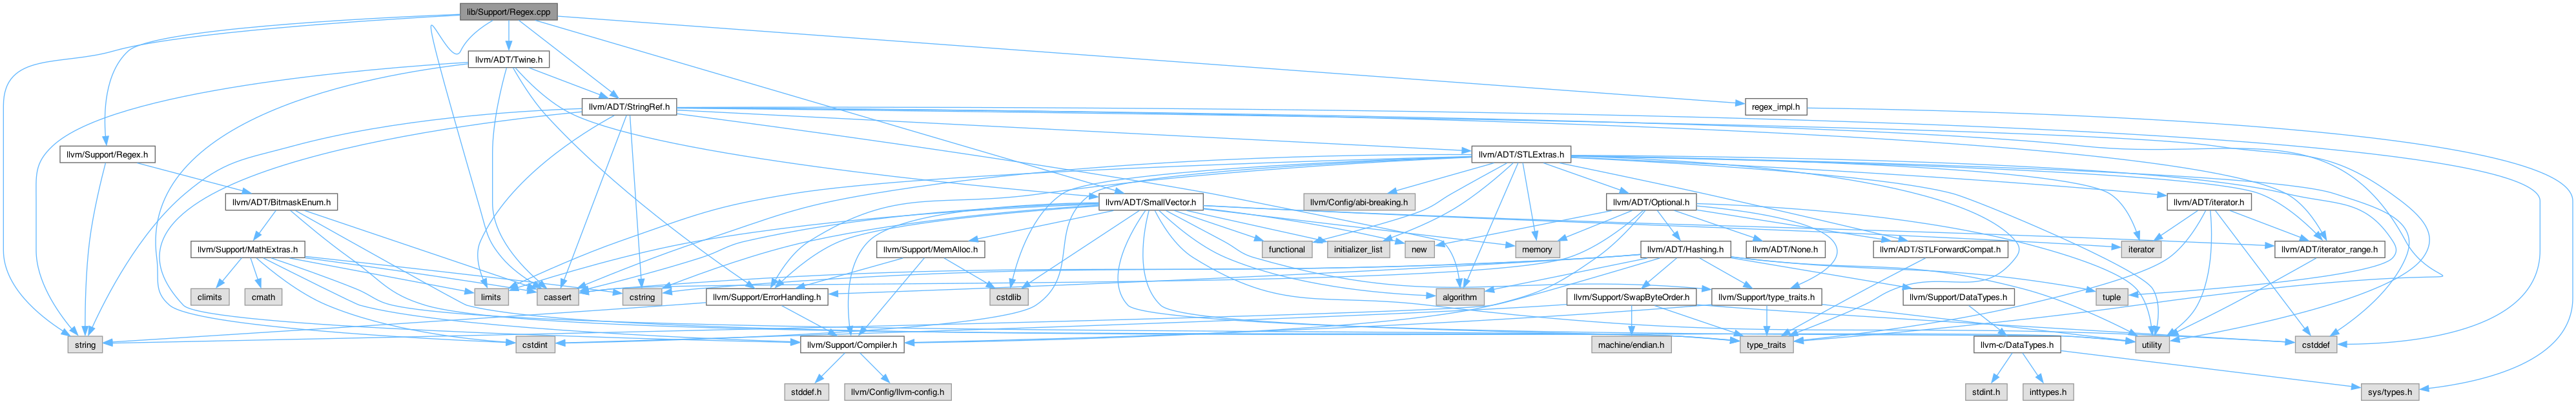 lib/Support/Regex.cpp
llvm/ADT/Twine.h
llvm/ADT/StringRef.h
regex_impl.h
llvm/Support/Regex.h
llvm/ADT/STLExtras.h
llvm/ADT/BitmaskEnum.h
llvm/ADT/SmallVector.h
llvm/Config/abi-breaking.h
llvm/ADT/Optional.h
llvm/ADT/iterator.h
llvm/Support/MathExtras.h
llvm/Support/MemAlloc.h
functional
initializer_list
new
memory
llvm/ADT/Hashing.h
llvm/ADT/None.h
llvm/ADT/STLForwardCompat.h
iterator
llvm/ADT/iterator_range.h
climits
cmath
limits
cassert
cstring
llvm/Support/ErrorHandling.h
cstdlib
algorithm
llvm/Support/SwapByteOrder.h
llvm/Support/type_traits.h
llvm/Support/DataTypes.h
tuple
string
cstdint
llvm/Support/Compiler.h
machine/endian.h
type_traits
llvm-c/DataTypes.h
utility
cstddef
stddef.h
llvm/Config/llvm-config.h
stdint.h
inttypes.h
sys/types.h